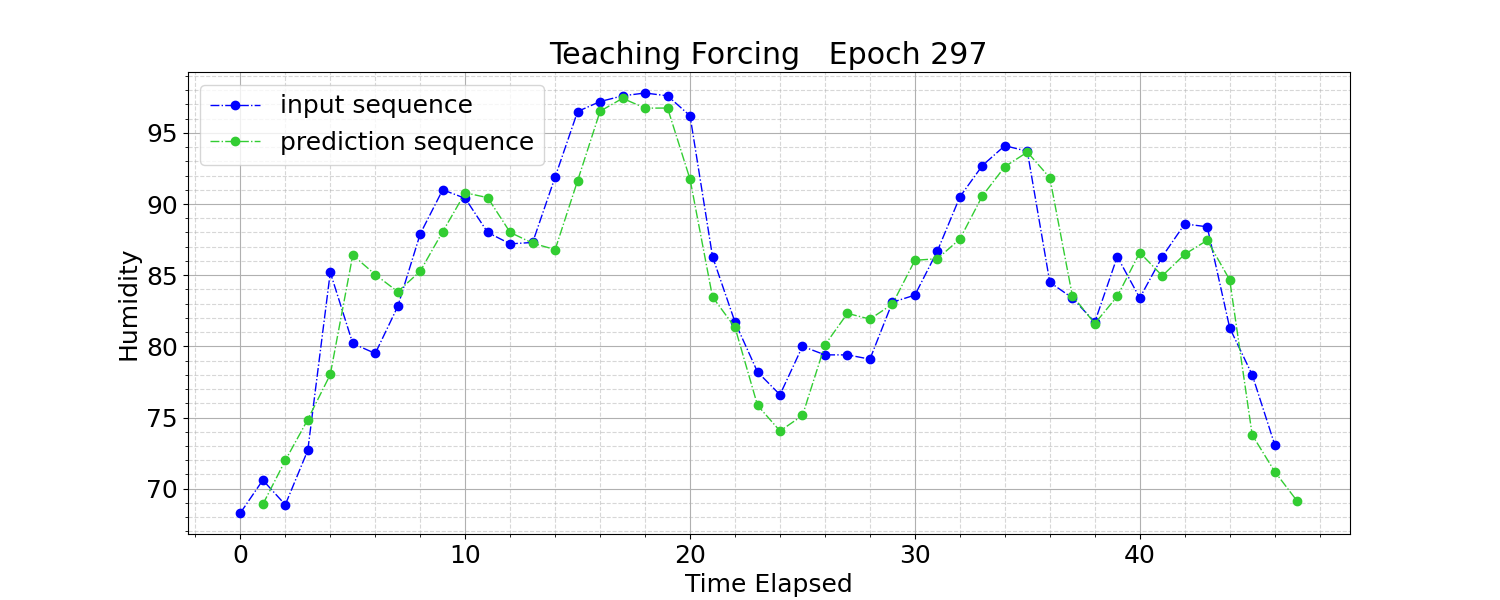 Teaching Forcing   Epoch 297
input sequence
prediction sequence
Humidity
95
90
85
80
75
70
0 10 20 30 40
Time Elapsed